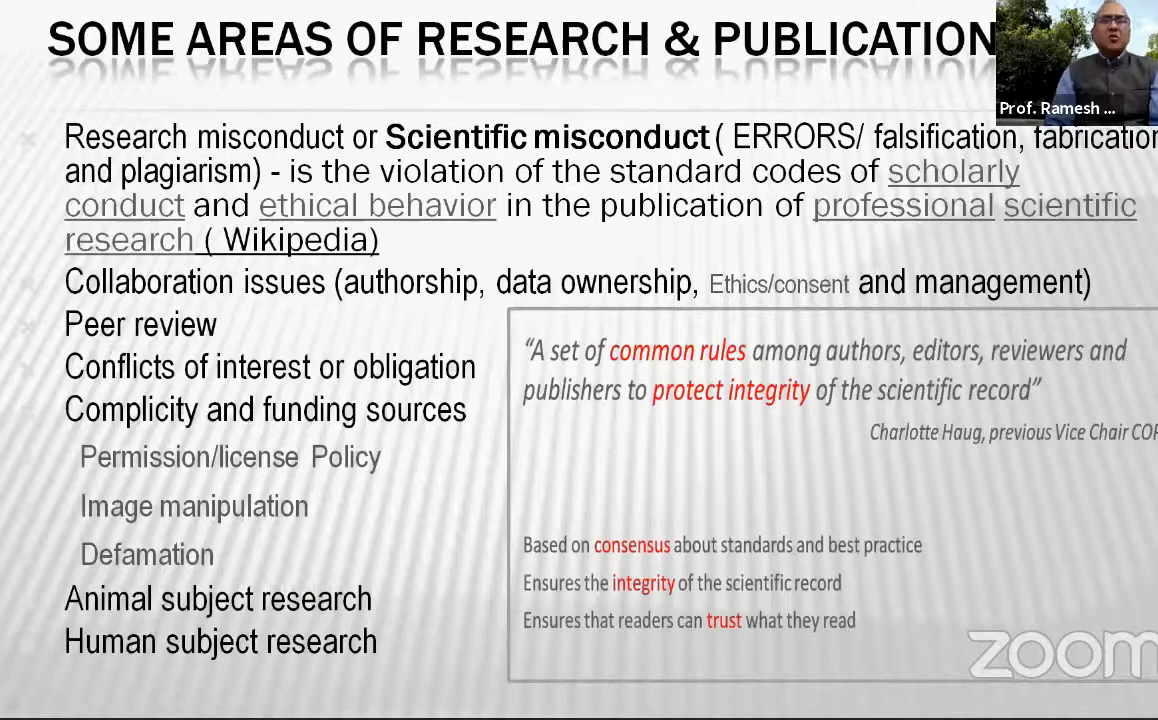 SOME AREAS OF RESEARCH & PUBLICATION
Prof. Ramesh ...
Research misconduct or Scientific misconduct ( ERRORS/ falsification, fabrication
and plagiarism) - is the violation of the standard codes of scholarly
conduct and ethical behavior in the publication of professional scientific
research ( Wikipedia)
Collaboration issues (authorship, data ownership, Ethics/consent and management)
Peer review
Conflicts of interest or obligation
Complicity and funding sources
Permission/license Policy
Image manipulation
Defamation
Animal subject research
Human subject research
“A set of common rules among authors, editors, reviewers and
publishers to protect integrity of the scientific record”
Charlotte Haug, previous Vice Chair
Based on consensus about standards and best practice
Ensures the integrity of the scientific record
Ensures that readers can trust what they read
zoom